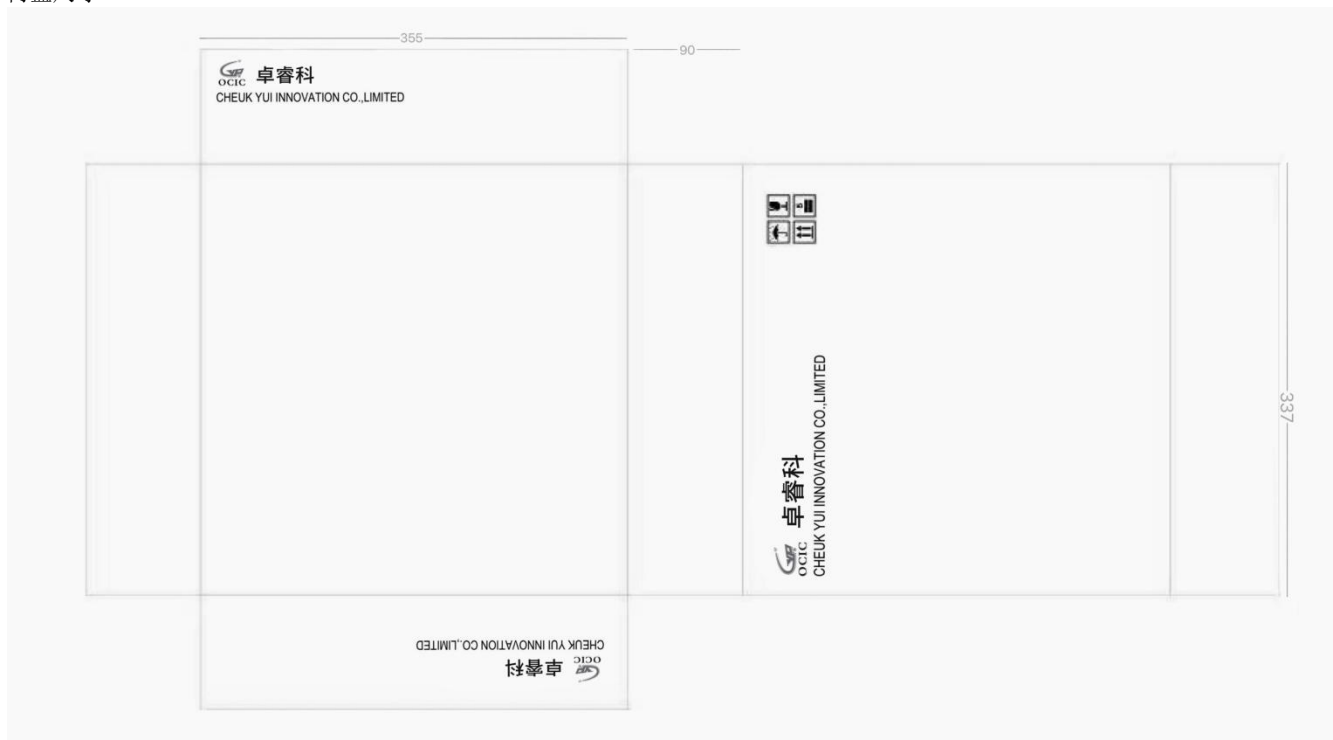 355
90
OCIC 卓睿科
CHEUK YUI INNOVATION CO.,LIMITED
337
OCIC 卓睿科
CHEUK YUI INNOVATION CO.,LIMITED
CHEUK YUI INNOVATION CO.,LIMITED
OCIC 卓睿科